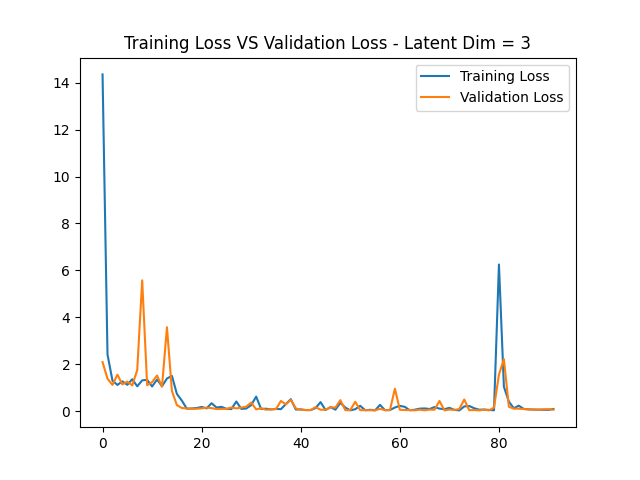 Training Loss VS Validation Loss - Latent Dim = 3
Training Loss
Validation Loss
14
12
10
8
6
4
2
0
0 20 40 60 80